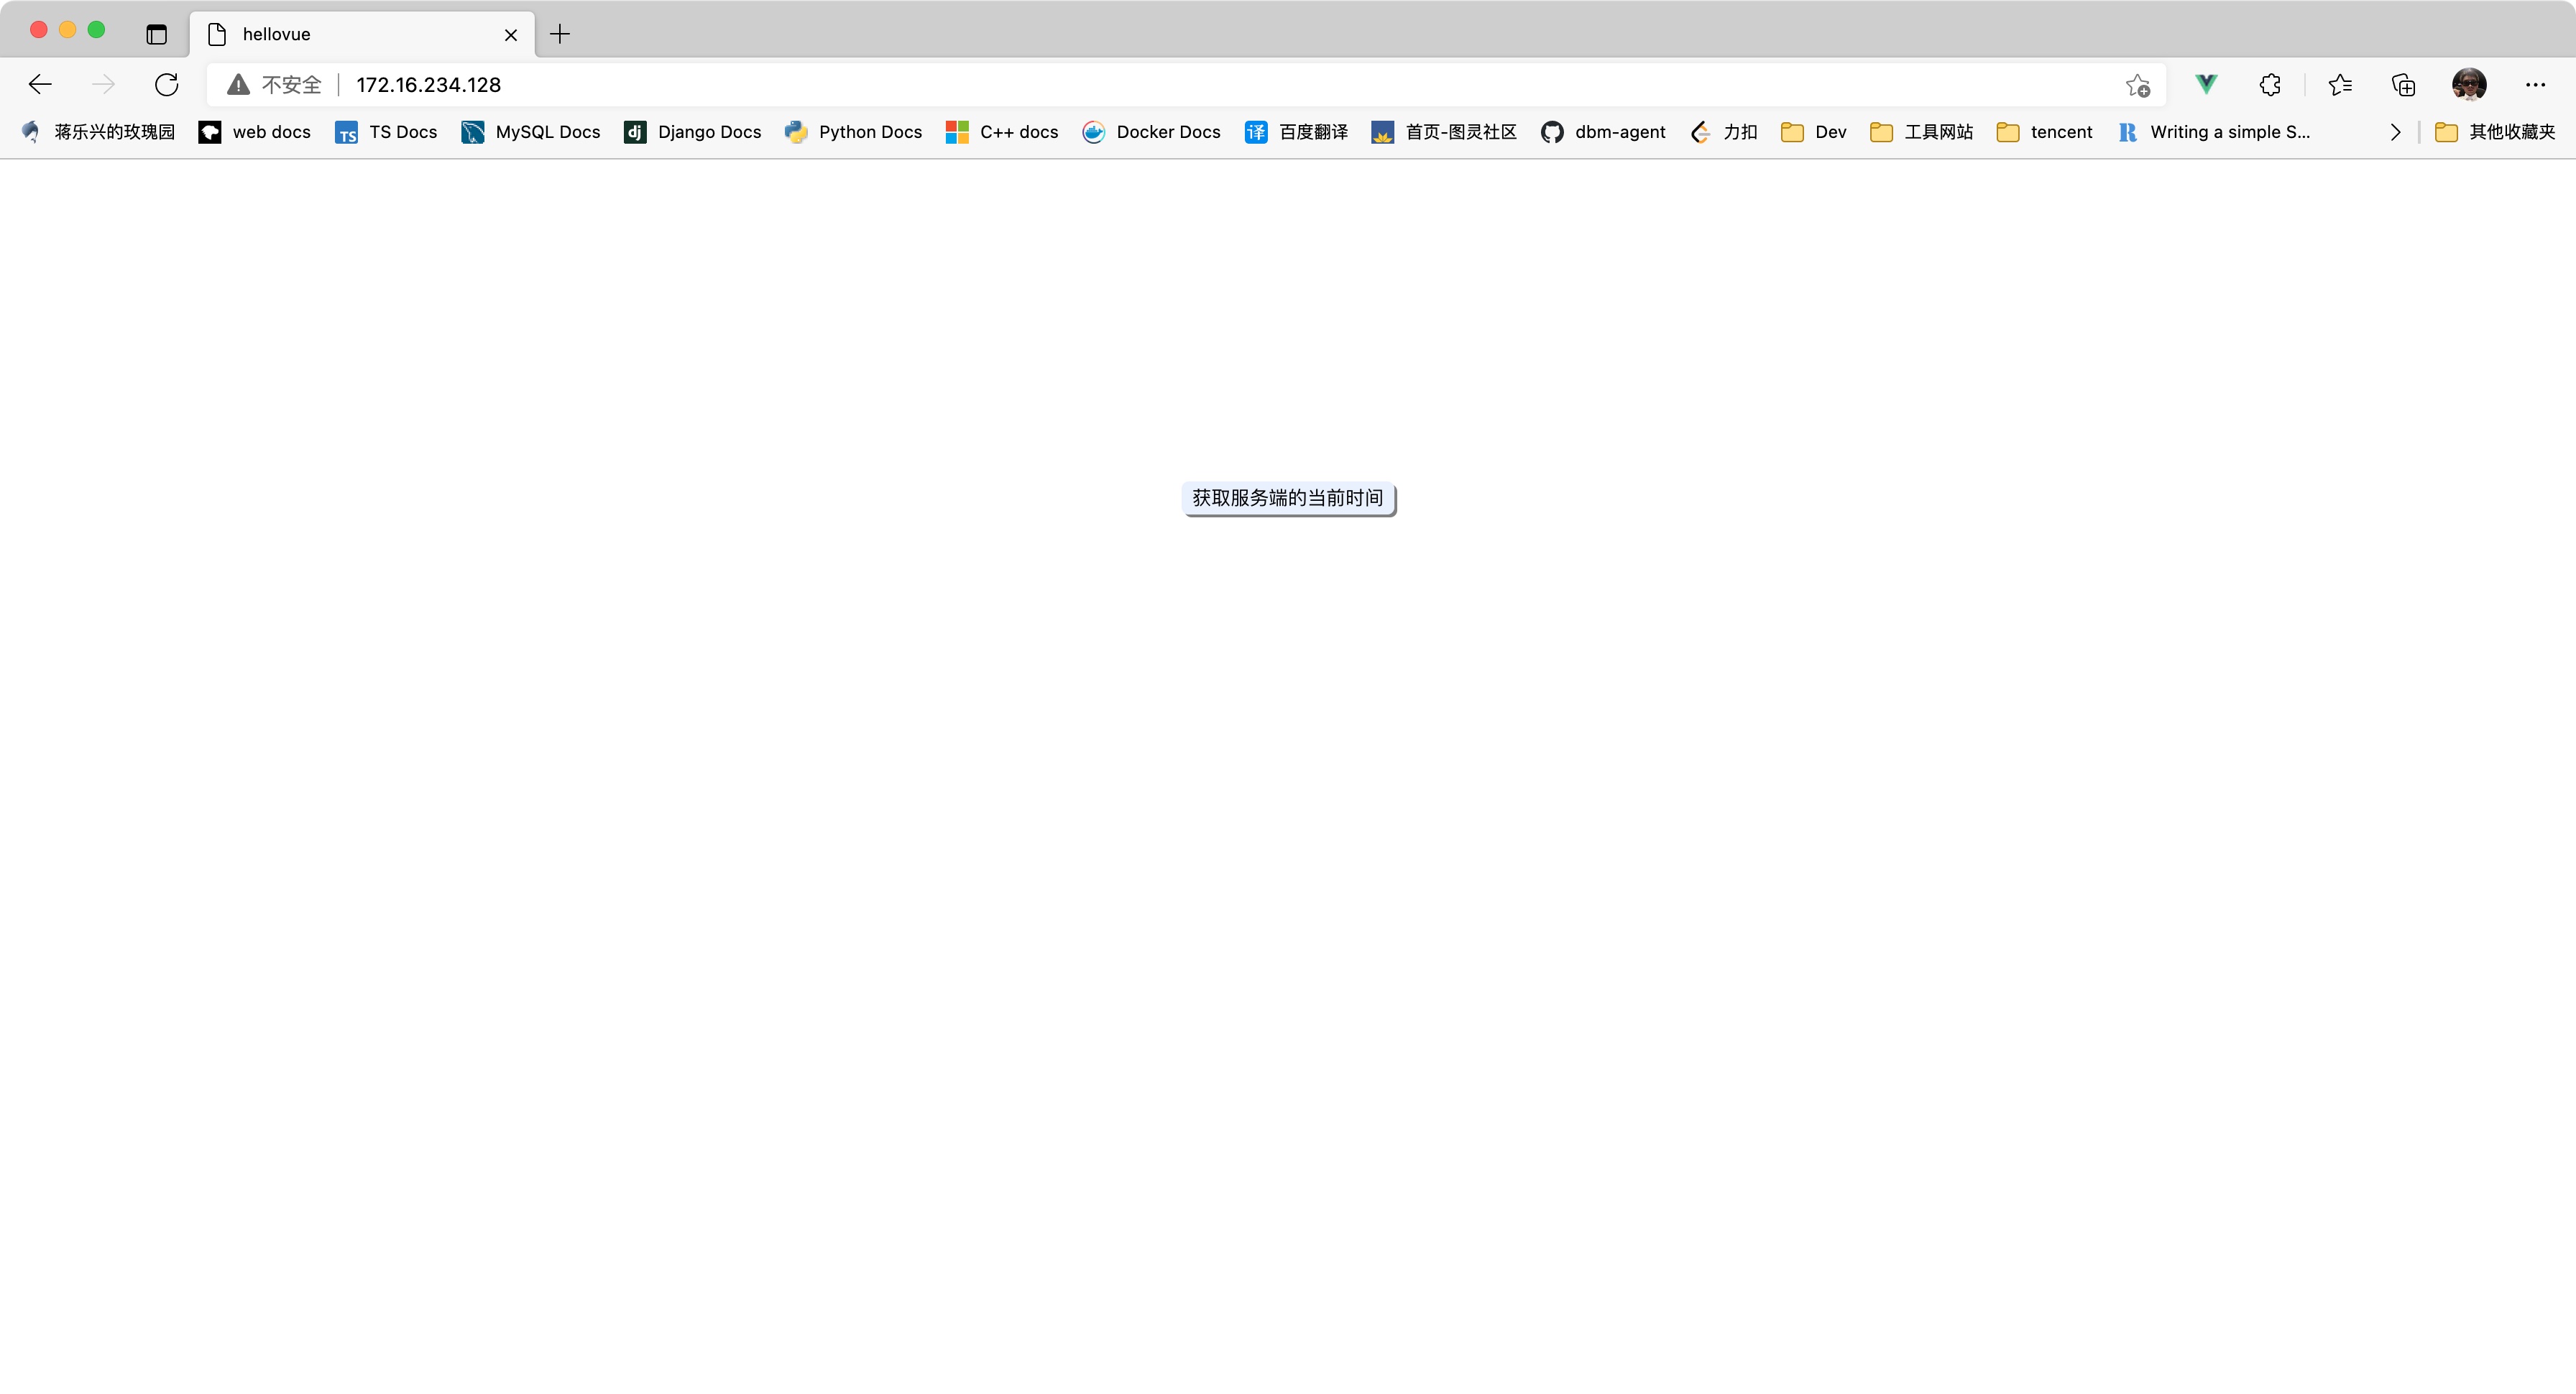 hellovue
不安全 172.16.234.128
蒋乐兴的玫瑰园 web docs TS TS Docs MySQL Docs dj Django Docs Python Docs C++ docs Docker Docs 译 百度翻译 首页-图灵社区 dbm-agent 力扣 Dev 工具网站 tencent R Writing a simple S... 其他收藏夹
获取服务端的当前时间